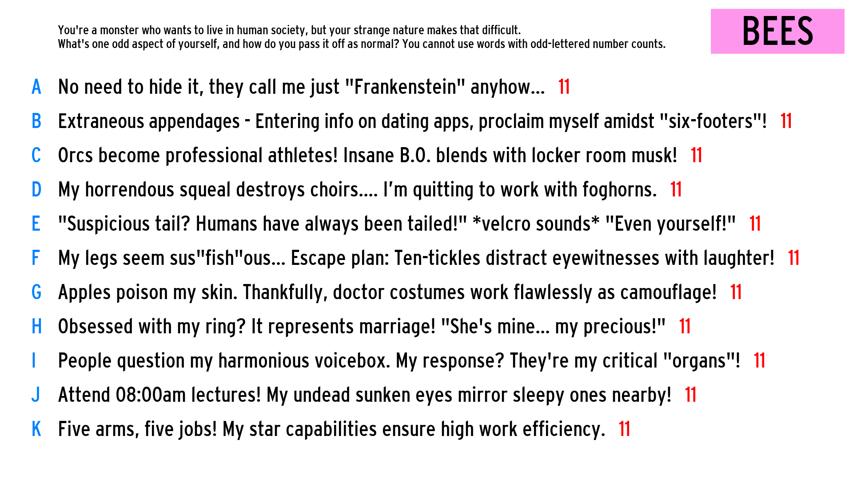 You're a monster who wants to live in human society, but your strange nature makes that difficult.
What's one odd aspect of yourself, and how do you pass it off as normal? You cannot use words with odd-lettered number counts.
BEES
A No need to hide it, they call me just "Frankenstein" anyhow... 11
B Extraneous appendages - Entering info on dating apps, proclaim myself amidst "six-footers"! 11
C Orcs become professional athletes! Insane B.O. blends with locker room musk! 11
D My horrendous squeal destroys choirs.... I'm quitting to work with foghorns. 11
E "Suspicious tail? Humans have always been tailed!" *velcro sounds* "Even yourself!" 11
F My legs seem sus"fish"ous... Escape plan: Ten-tickles distract eyewitnesses with laughter! 11
G Apples poison my skin. Thankfully, doctor costumes work flawlessly as camouflage! 11
H Obsessed with my ring? It represents marriage! "She's mine... my precious!" 11
I People question my harmonious voicebox. My response? They're my critical "organs"! 11
J Attend 08:00am lectures! My undead sunken eyes mirror sleepy ones nearby! 11
K Five arms, five jobs! My star capabilities ensure high work efficiency. 11